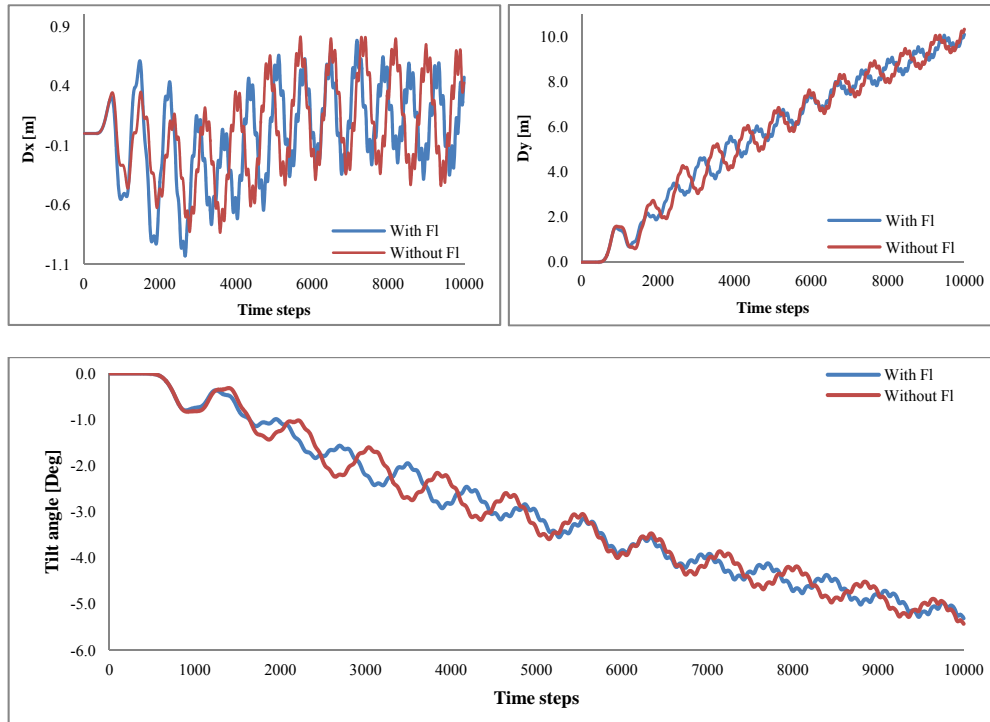 0.9
0.4
-0.1
-0.6
-1.1
Dx [m]
With Fl
Without Fl
0 2000 4000 6000 8000 10000
Time steps
10.0
8.0
6.0
4.0
2.0
0.0
Dy [m]
With Fl
Without Fl
0 2000 4000 6000 8000 10000
Time steps
0.0
-1.0
-2.0
-3.0
-4.0
-5.0
-6.0
Tilt angle [Deg]
With Fl
Without Fl
0 1000 2000 3000 4000 5000 6000 7000 8000 9000 10000
Time steps